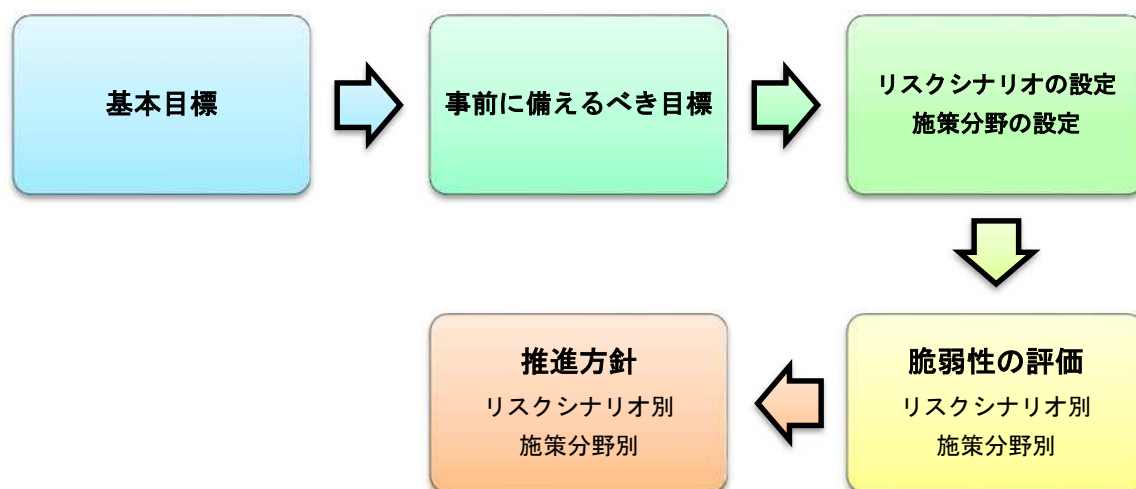 基本目標
事前に備えるべき目標
リスクシナリオの設定
施策分野の設定
脆弱性の評価
リスクシナリオ別
施策分野別
推進方針
リスクシナリオ別
施策分野別